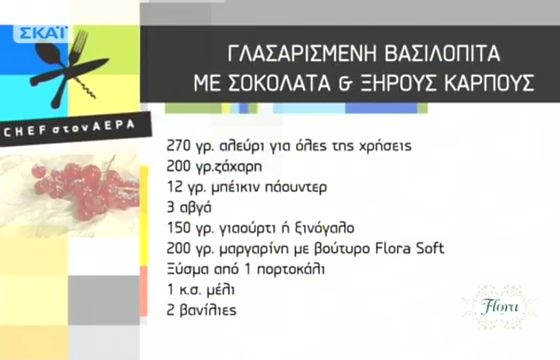 ΣΚΑΪ
ΓΛΑΣΑΡΙΣΜΕΝΗ ΒΑΣΙΛΟΠΙΤΑ
ΜΕ ΣΟΚΟΛΑΤΑ & ΞΗΡΟΥΣ ΚΑΡΠΟΥΣ
CHEF στον ΑΕΡΑ
270 γρ. αλεύρι για όλες της χρήσεις
200 γρ.ζάχαρη
12 γρ. μπέικιν πάουντερ
3 αβγά
150 γρ. γιαούρτι ή ξινόγαλο
200 γρ. μαργαρίνη με βούτυρο Flora Soft
Ξύσμα από 1 πορτοκάλι
1 κ.σ. μέλι
2 βανίλιες
Flora